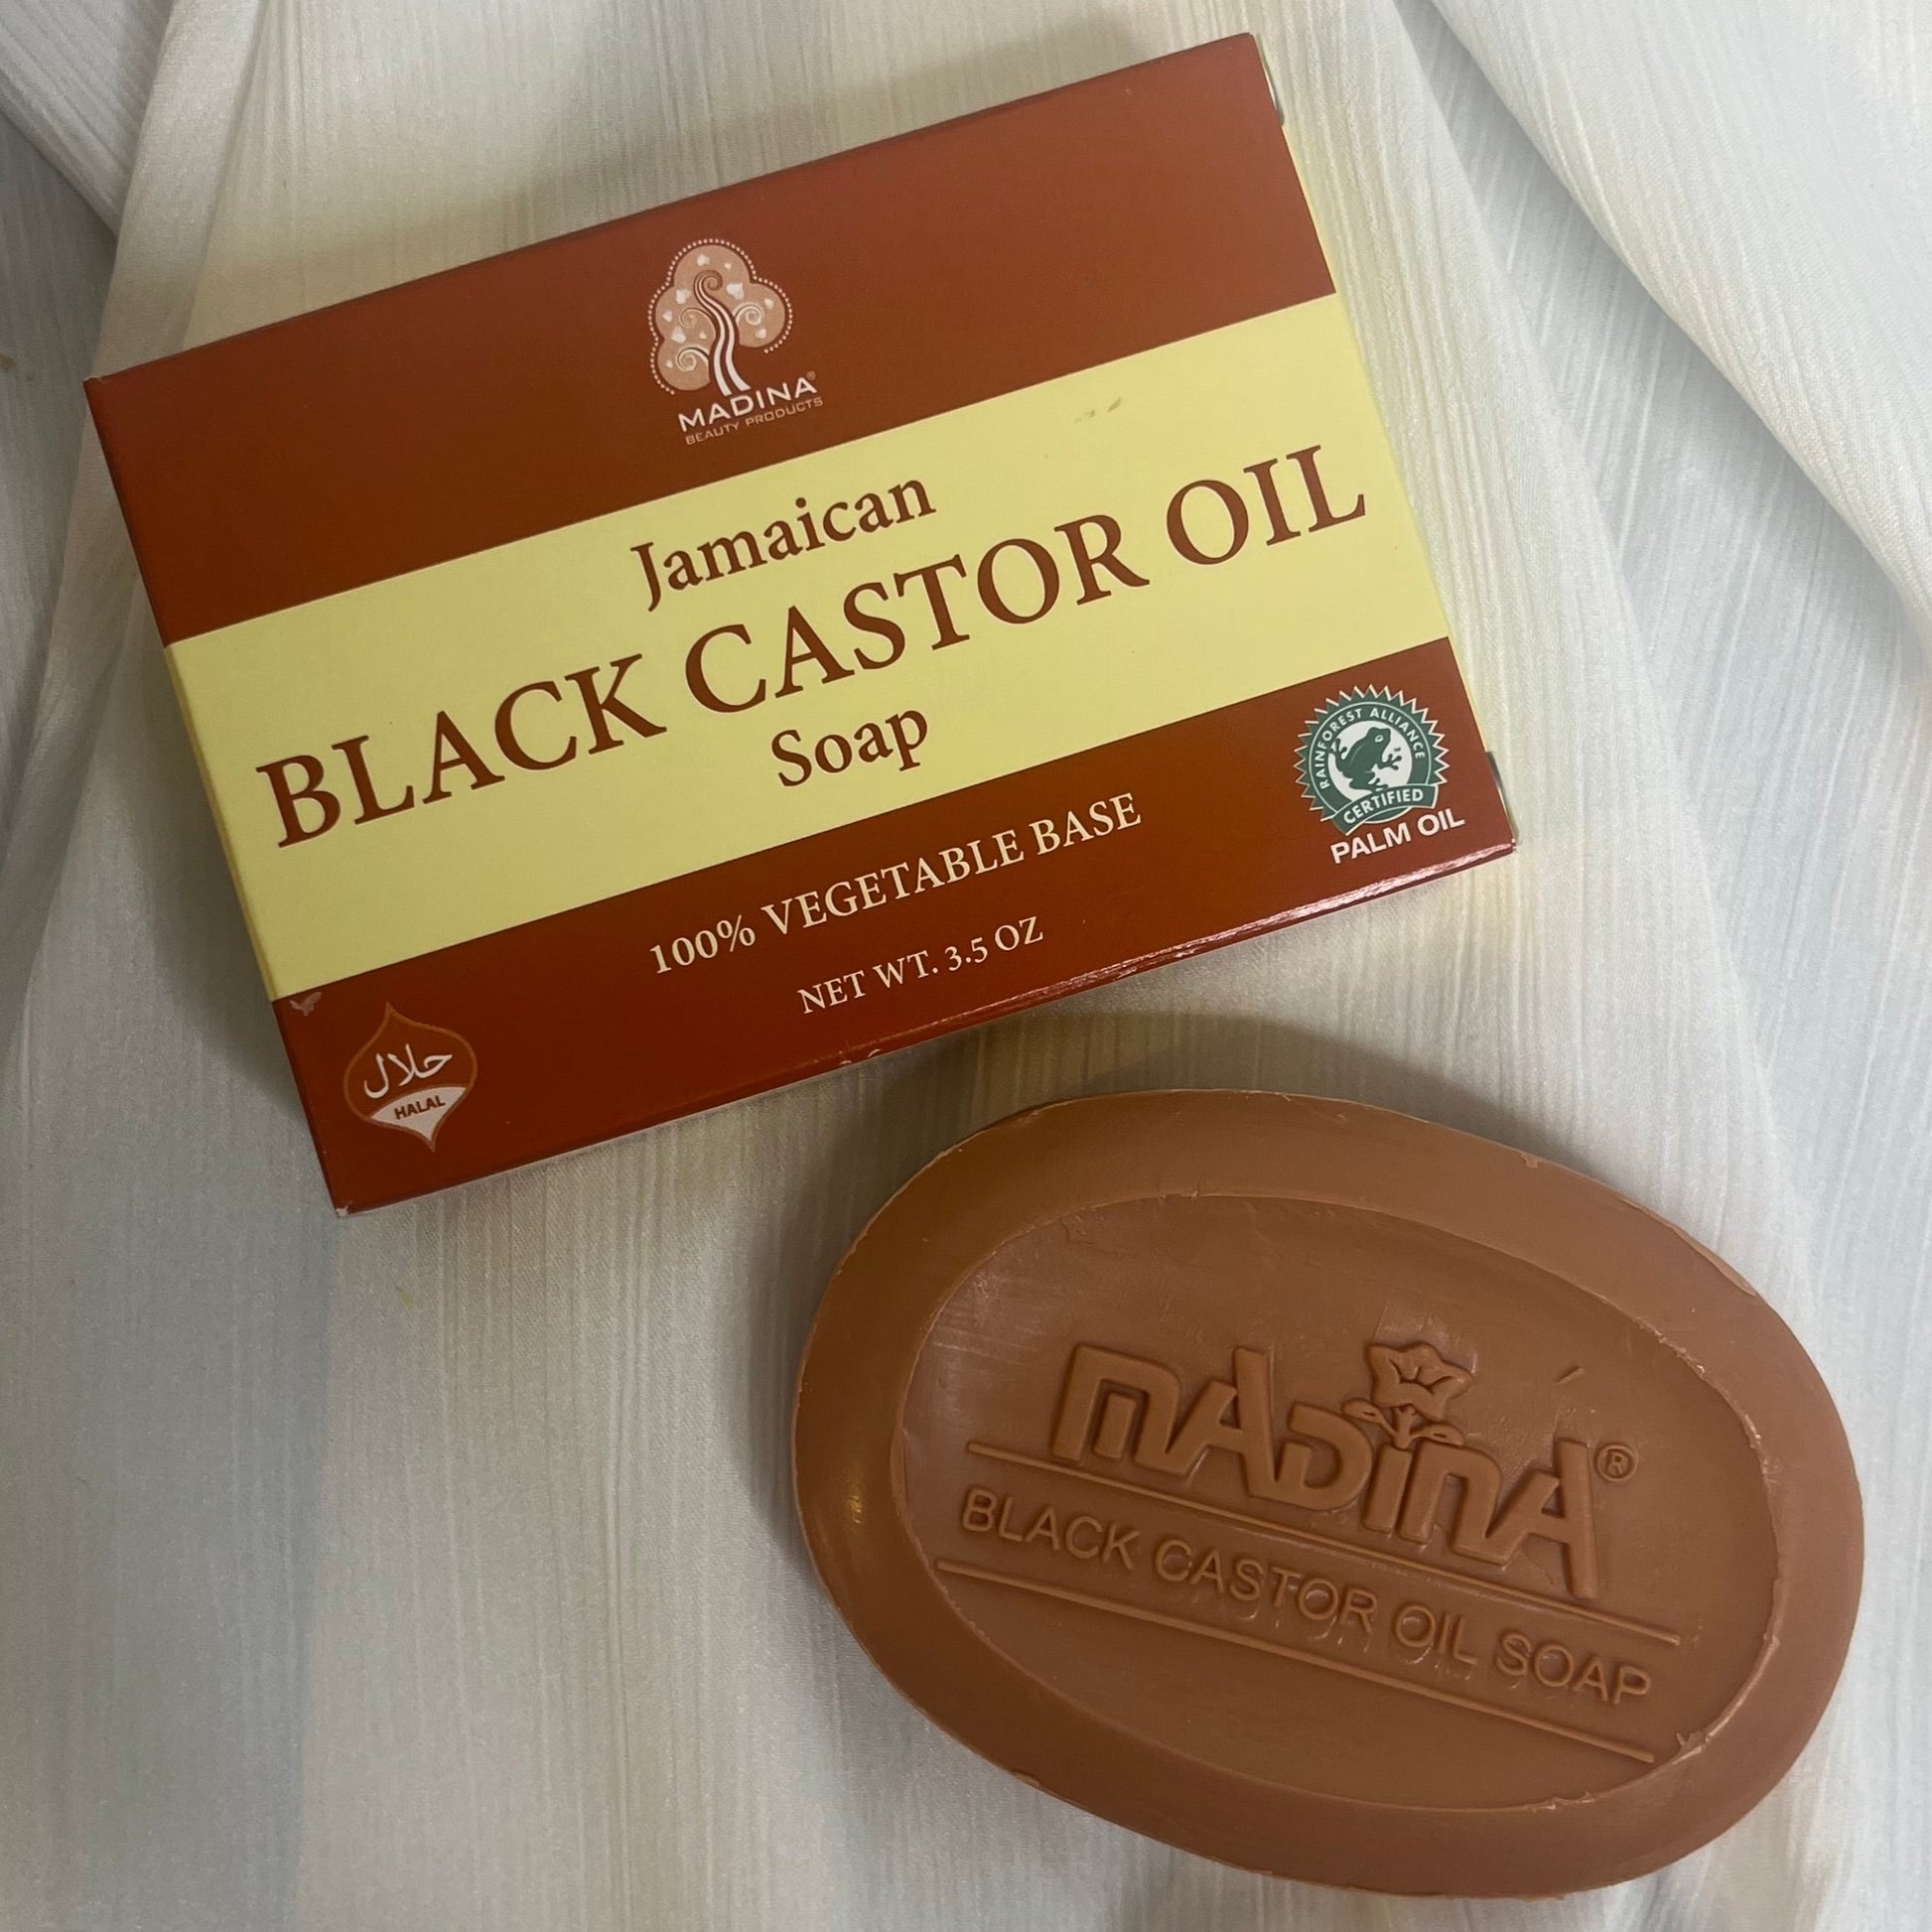 MADINA®
BEAUTY PRODUCTS
Jamaican
BLACK CASTOR OIL
Soap
100% VEGETABLE BASE
NET WT. 3.5 OZ
RAINFOREST ALLIANCE
CERTIFIED
PALM OIL
حلال
HALAL
MADINA®
BLACK CASTOR OIL SOAP